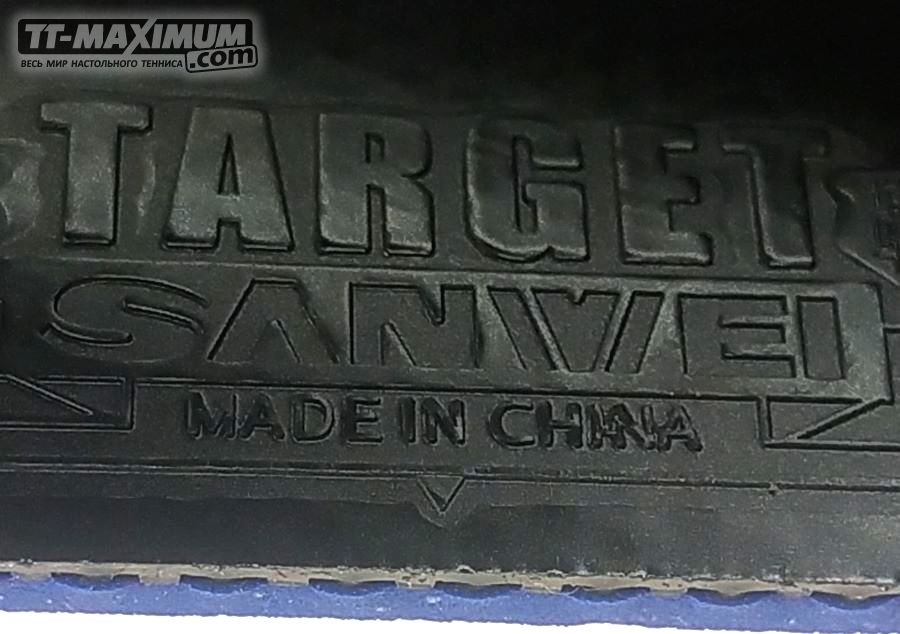 TT-MAXIMUM
.com
ВЕСЬ МИР НАСТОЛЬНОГО ТЕННИСА
TARGET
SANWEI
MADE IN CHINA